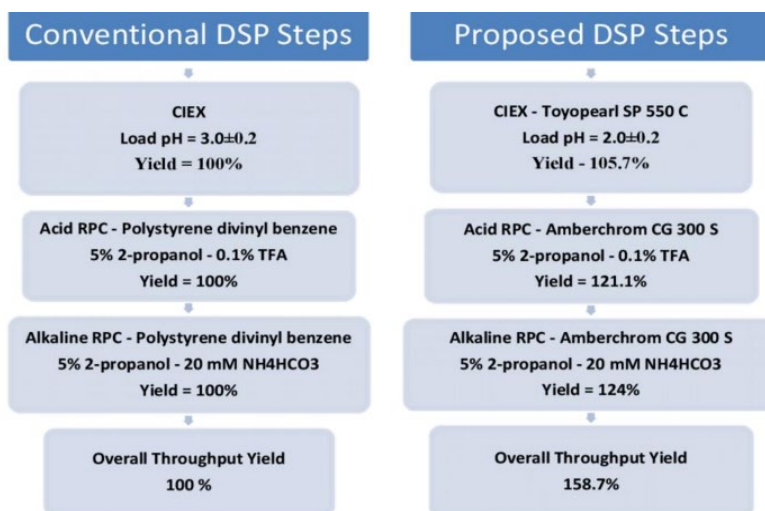 Conventional DSP Steps
CIEX
Load pH = 3.0±0.2
Yield = 100%
Acid RPC - Polystyrene divinyl benzene
5% 2-propanol - 0.1% TFA
Yield = 100%
Alkaline RPC - Polystyrene divinyl benzene
5% 2-propanol - 20 mM NH4HCO3
Yield = 100%
Overall Throughput Yield
100 %
Proposed DSP Steps
CIEX - Toyopearl SP 550 C
Load pH = 2.0±0.2
Yield - 105.7%
Acid RPC - Amberchrom CG 300 S
5% 2-propanol - 0.1% TFA
Yield = 121.1%
Alkaline RPC - Amberchrom CG 300 S
5% 2-propanol - 20 mM NH4HCO3
Yield = 124%
Overall Throughput Yield
158.7%